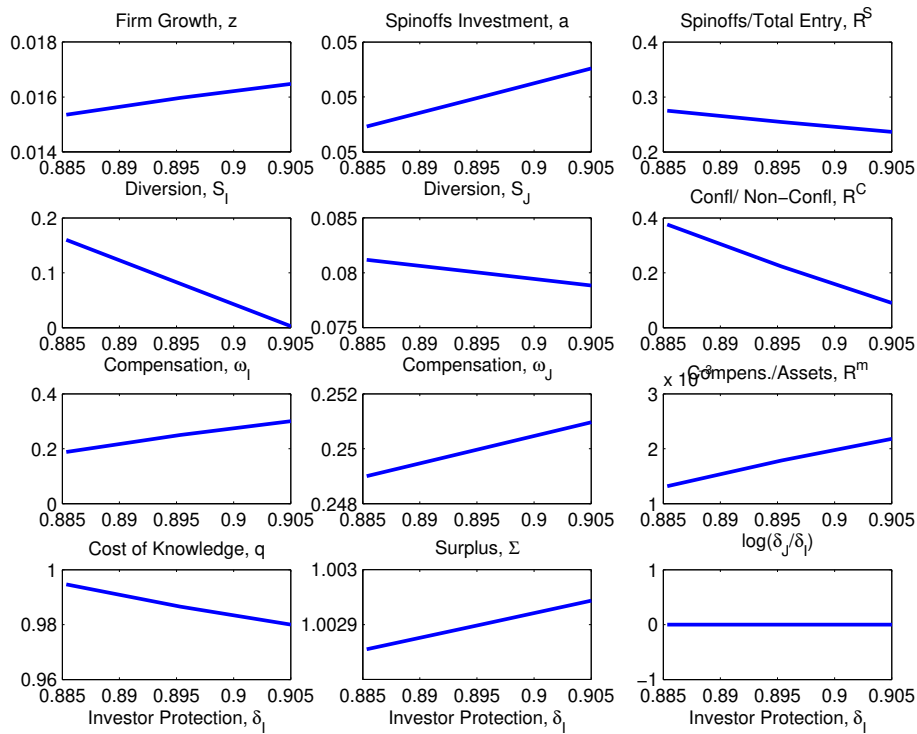 Firm Growth, z
0.018
0.016
0.014
0.885 0.89 0.895 0.9 0.905
Spinoffs Investment, a
0.05
0.05
0.05
0.885 0.89 0.895 0.9 0.905
Spinoffs/Total Entry, R^S
0.4
0.3
0.2
0.885 0.89 0.895 0.9 0.905
Diversion, S_I
0.2
0.1
0
0.885 0.89 0.895 0.9 0.905
Diversion, S_J
0.085
0.08
0.075
0.885 0.89 0.895 0.9 0.905
Confl/ Non−Confl, R^C
0.4
0.2
0
0.885 0.89 0.895 0.9 0.905
Compensation, ω_I
0.4
0.2
0
0.885 0.89 0.895 0.9 0.905
Compensation, ω_J
0.252
0.25
0.248
0.885 0.89 0.895 0.9 0.905
x 10^−3
Compens./Assets, R^m
3
2
1
0.885 0.89 0.895 0.9 0.905
Cost of Knowledge, q
1
0.98
0.96
0.885 0.89 0.895 0.9 0.905
Investor Protection, δ_I
Surplus, Σ
1.003
1.0029
0.885 0.89 0.895 0.9 0.905
Investor Protection, δ_I
log(δ_J/δ_I)
1
0
−1
0.885 0.89 0.895 0.9 0.905
Investor Protection, δ_I